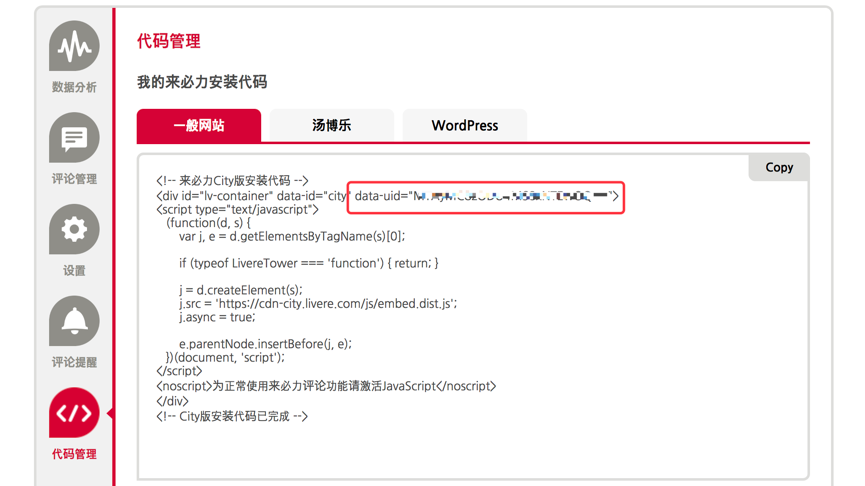 代码管理
我的来必力安装代码
一般网站
汤博乐
WordPress
Copy
<!-- 来必力City版安装代码 -->
<div id="lv-container" data-id="city" data-uid="
<script type="text/javascript">
(function(d, s) {
var j, e = d.getElementsByTagName(s)[0];
if (typeof LivereTower === 'function') { return; }
j = d.createElement(s);
j.src = 'https://cdn-city.livere.com/js/embed.dist.js';
j.async = true;
e.parentNode.insertBefore(j, e);
})(document, 'script');
</script>
<noscript>为正常使用来必力评论功能请激活JavaScript</noscript>
</div>
<!-- City版安装代码已完成 -->
数据分析
评论管理
设置
评论提醒
代码管理